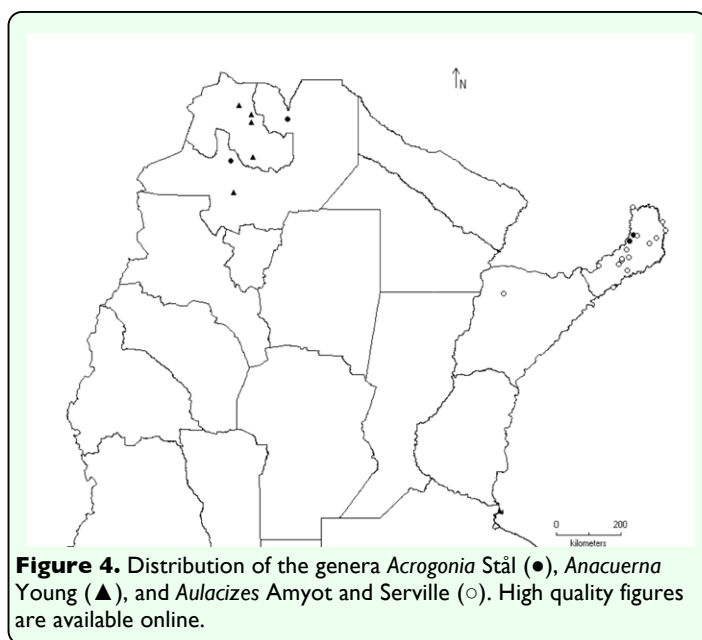 N
0 200
kilometers
Figure 4. Distribution of the genera Acrogonia Stål (●), Anacuerna
Young (▲), and Aulacizes Amyot and Serville (○). High quality figures
are available online.